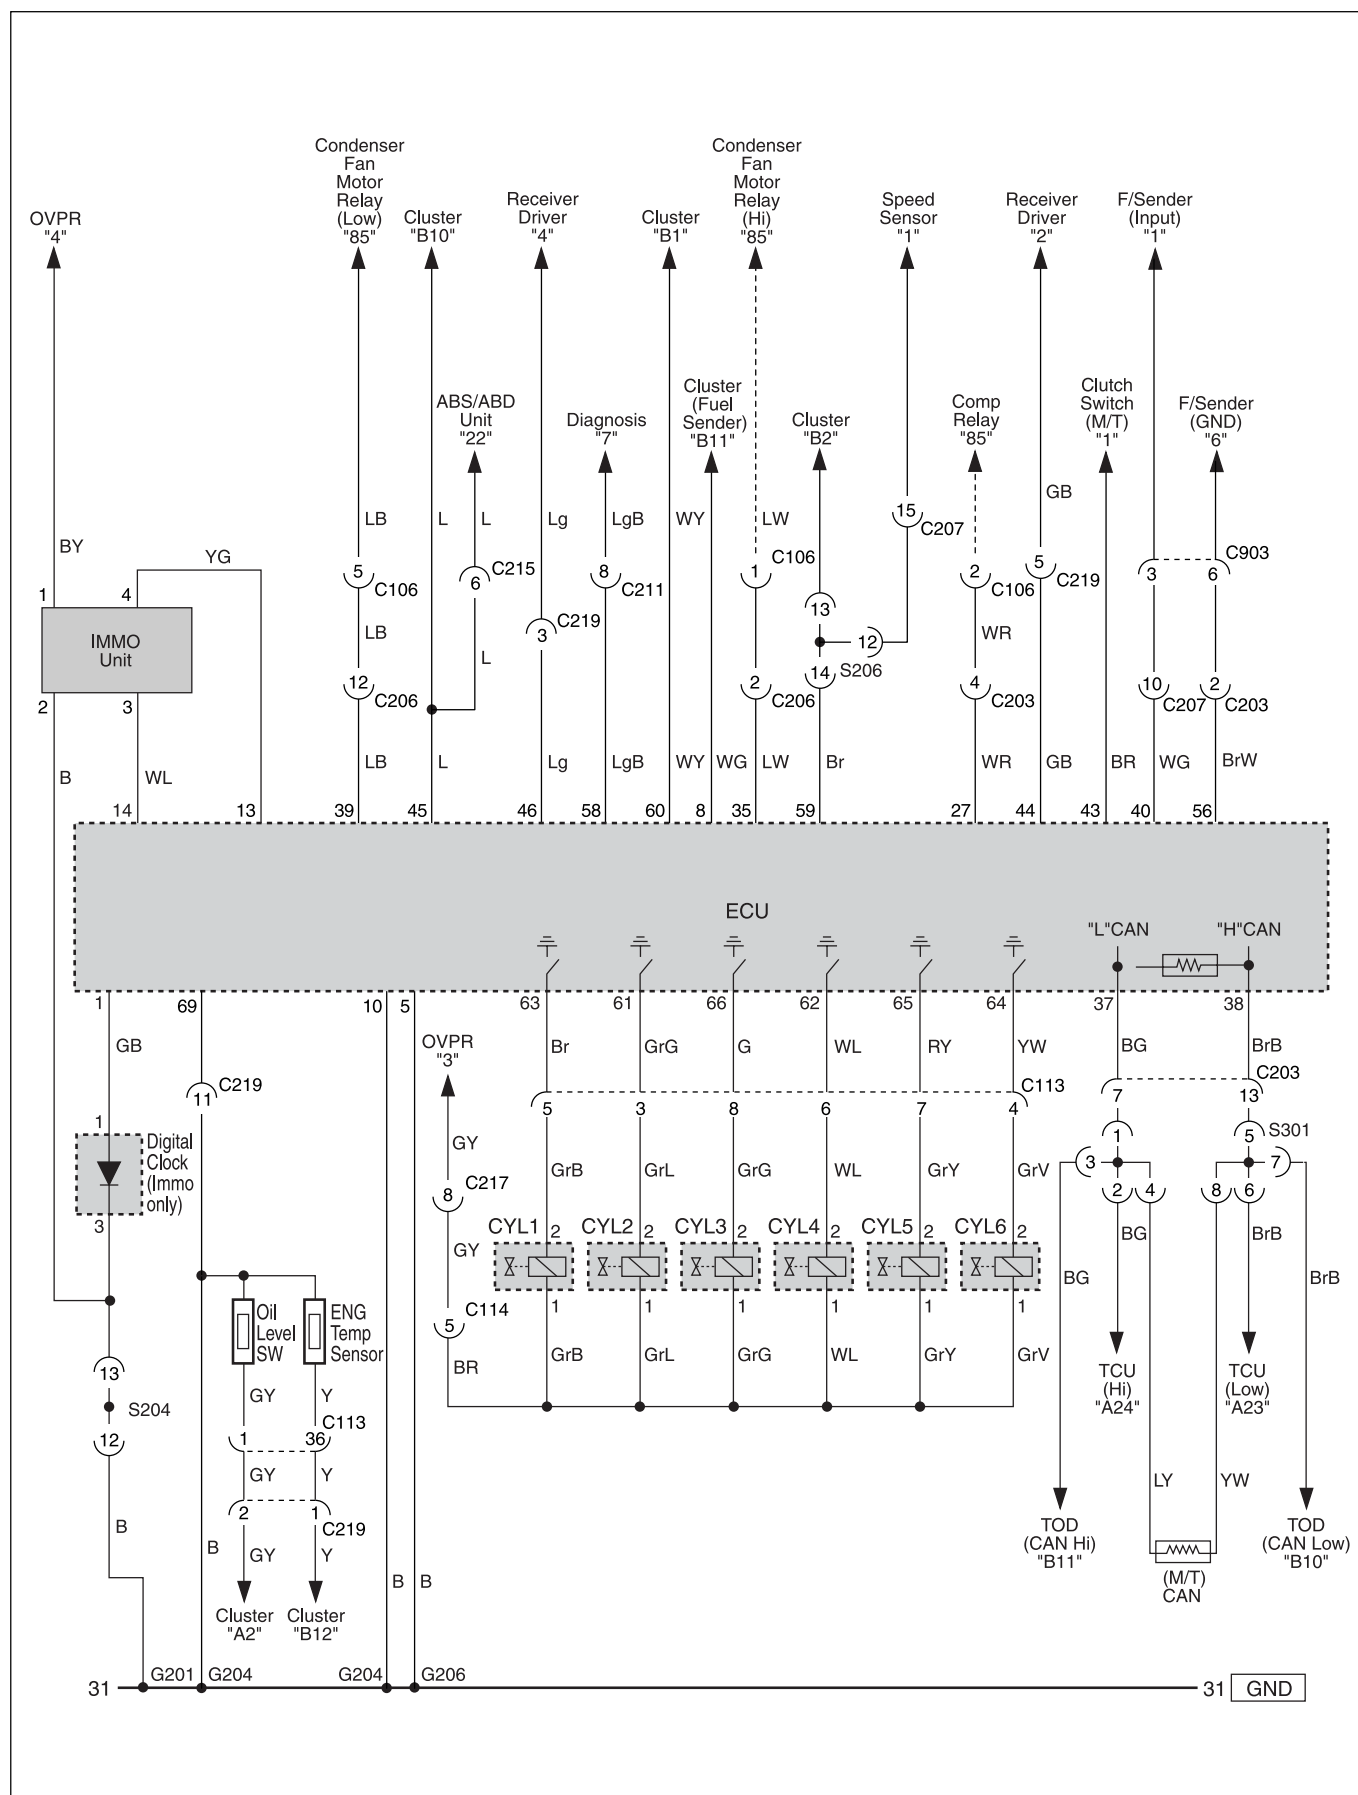 Condenser
Fan
Motor
Relay
(Low)
"85"
Condenser
Fan
Motor
Relay
(Hi)
"85"
OVPR
"4"
Cluster
"B10"
Receiver
Driver
"4"
Cluster
"B1"
Speed
Sensor
"1"
Receiver
Driver
"2"
F/Sender
(Input)
"1"
ABS/ABD
Unit
"22"
Diagnosis
"7"
Cluster
(Fuel
Sender)
"B11"
Cluster
"B2"
Comp
Relay
"85"
Clutch
Switch
(M/T)
"1"
F/Sender
(GND)
"6"
GB
LB L L Lg LgB WY LW
15 C207
BY YG
5 C106
6 C215
8 C211
1 C106
2 C106
5 C219
3 6 C903
1 4
IMMO
Unit
2 3
LB
L
3 C219
13
12
S206
14
WR
12 C206
2 C206
4 C203
10 C207
2 C203
B WL LB L Lg LgB WY WG LW Br WR GB BR WG BrW
14 13 39 45 46 58 60 8 35 59 27 44 43 40 56
ECU
"L"CAN "H"CAN
1 69 10 5 63 61 66 62 65 64 37 38
GB
OVPR
"3"
Br GrG G WL RY YW BG BrB
C219
11
C113
5 3 8 6 7 4
C203
7 13
1
Digital
Clock
(Immo
only)
3
GY
8 C217
GY
5 C114
BR
GrB GrL GrG WL GrY GrV
1 5 S301
3 7
2 4 8 6
BG BrB
BG BrB
CYL1 2 CYL2 2 CYL3 2 CYL4 2 CYL5 2 CYL6 2
1 1 1 1 1 1
GrB GrL GrG WL GrY GrV
Oil
Level
SW
ENG
Temp
Sensor
13
S204
12
GY Y
C113
1 36
GY Y
2 1
C219
GY Y
TCU
(Hi)
"A24"
TCU
(Low)
"A23"
LY YW
TOD
(CAN Hi)
"B11"
TOD
(CAN Low)
"B10"
(M/T)
CAN
B B B B
Cluster
"A2"
Cluster
"B12"
G201 G204 G204 G206
31 31 GND